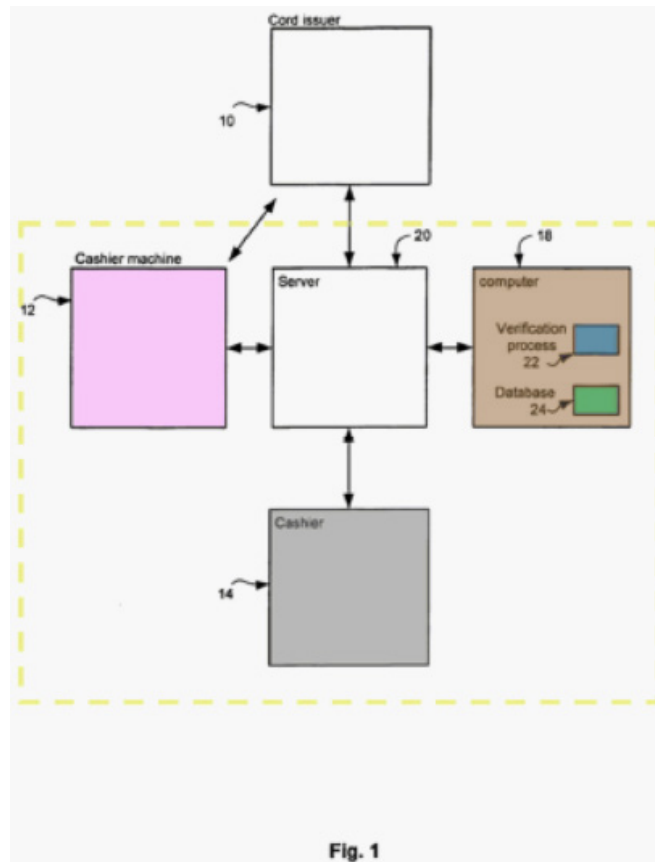 Cord issuer
10
20
18
Cashier machine
Server
computer
12
Verification
process
22
Database
24
Cashier
14
Fig. 1